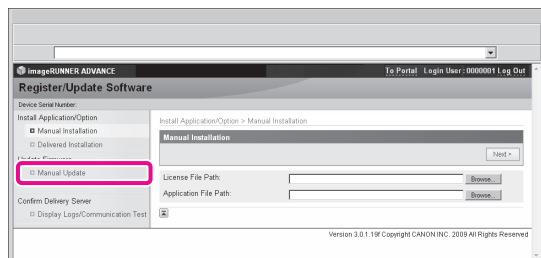 imageRUNNER ADVANCE
To Portal Login User : 0000001 Log Out
Register/Update Software
Device Serial Number:
Install Application/Option
Manual Installation
Delivered Installation
Update Firmware
Manual Update
Confirm Delivery Server
Display Logs/Communication Test
Install Application/Option > Manual Installation
Manual Installation
Next >
License File Path:
Browse...
Application File Path:
Browse...
Version 3.0.1.19f Copyright CANON INC. 2009 All Rights Reserved